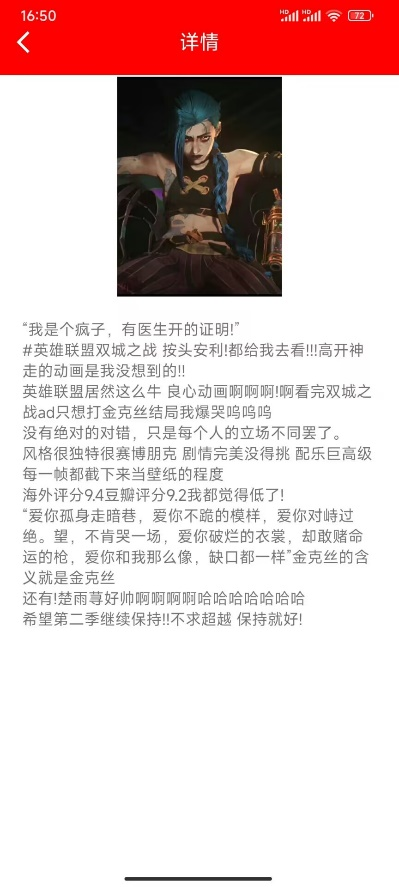 16:50
HD HD 72
详情
“我是个疯子，有医生开的证明!”
#英雄联盟双城之战 按头安利!都给我去看!!!高开神
走的动画是我没想到的!!
英雄联盟居然这么牛 良心动画啊啊啊!啊看完双城之
战ad只想打金克丝结局我爆哭呜呜呜
没有绝对的对错，只是每个人的立场不同罢了。
风格很独特很赛博朋克 剧情完美没得挑 配乐巨高级
每一帧都截下来当壁纸的程度
海外评分9.4豆瓣评分9.2我都觉得低了!
“爱你孤身走暗巷，爱你不跪的模样，爱你对峙过
绝。望，不肯哭一场，爱你破烂的衣裳，却敢赌命
运的枪，爱你和我那么像，缺口都一样”金克丝的含
义就是金克丝
还有!楚雨荨好帅啊啊啊啊哈哈哈哈哈哈哈
希望第二季继续保持!!不求超越 保持就好!